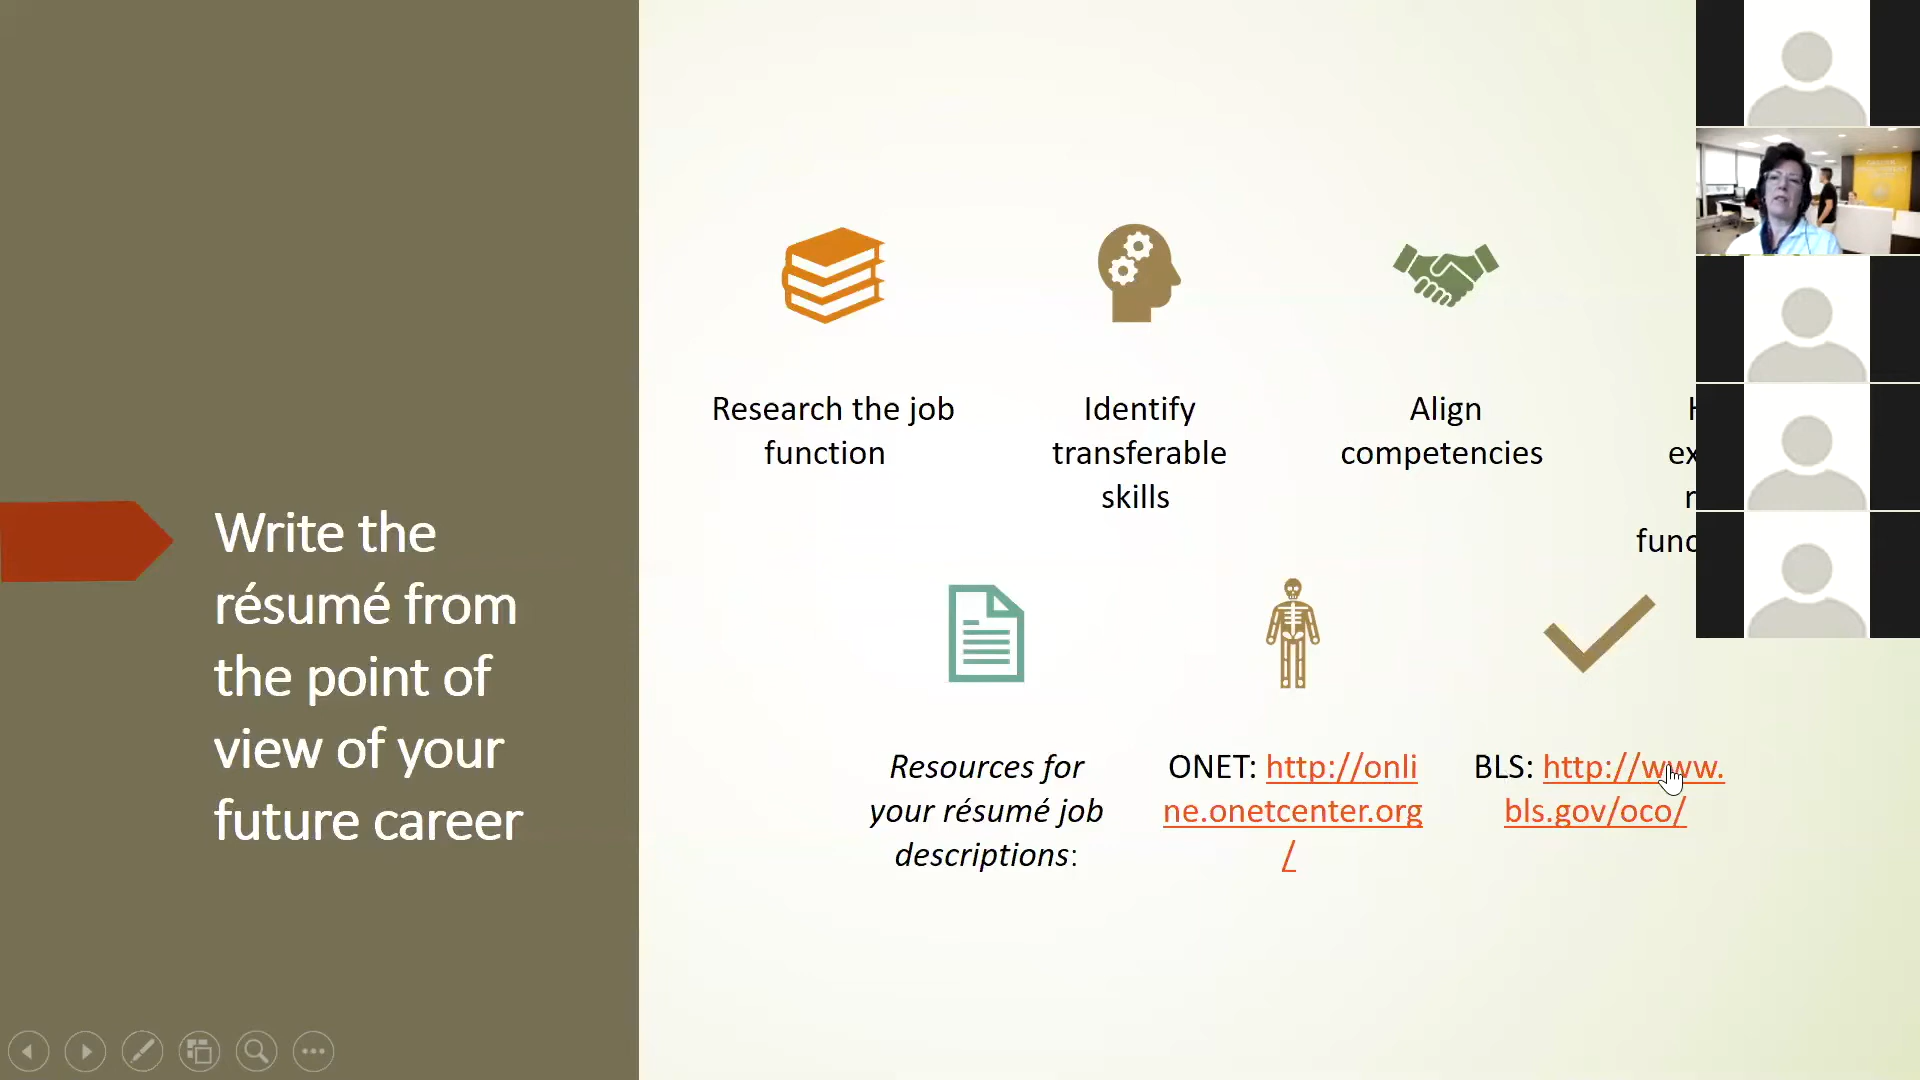 Write the
résumé from
the point of
view of your
future career
Research the job
function
Identify
transferable
skills
Align
competencies
Resources for
your résumé job
descriptions:
ONET: http://onli
ne.onetcenter.org
/
BLS: http://www.
bls.gov/oco/